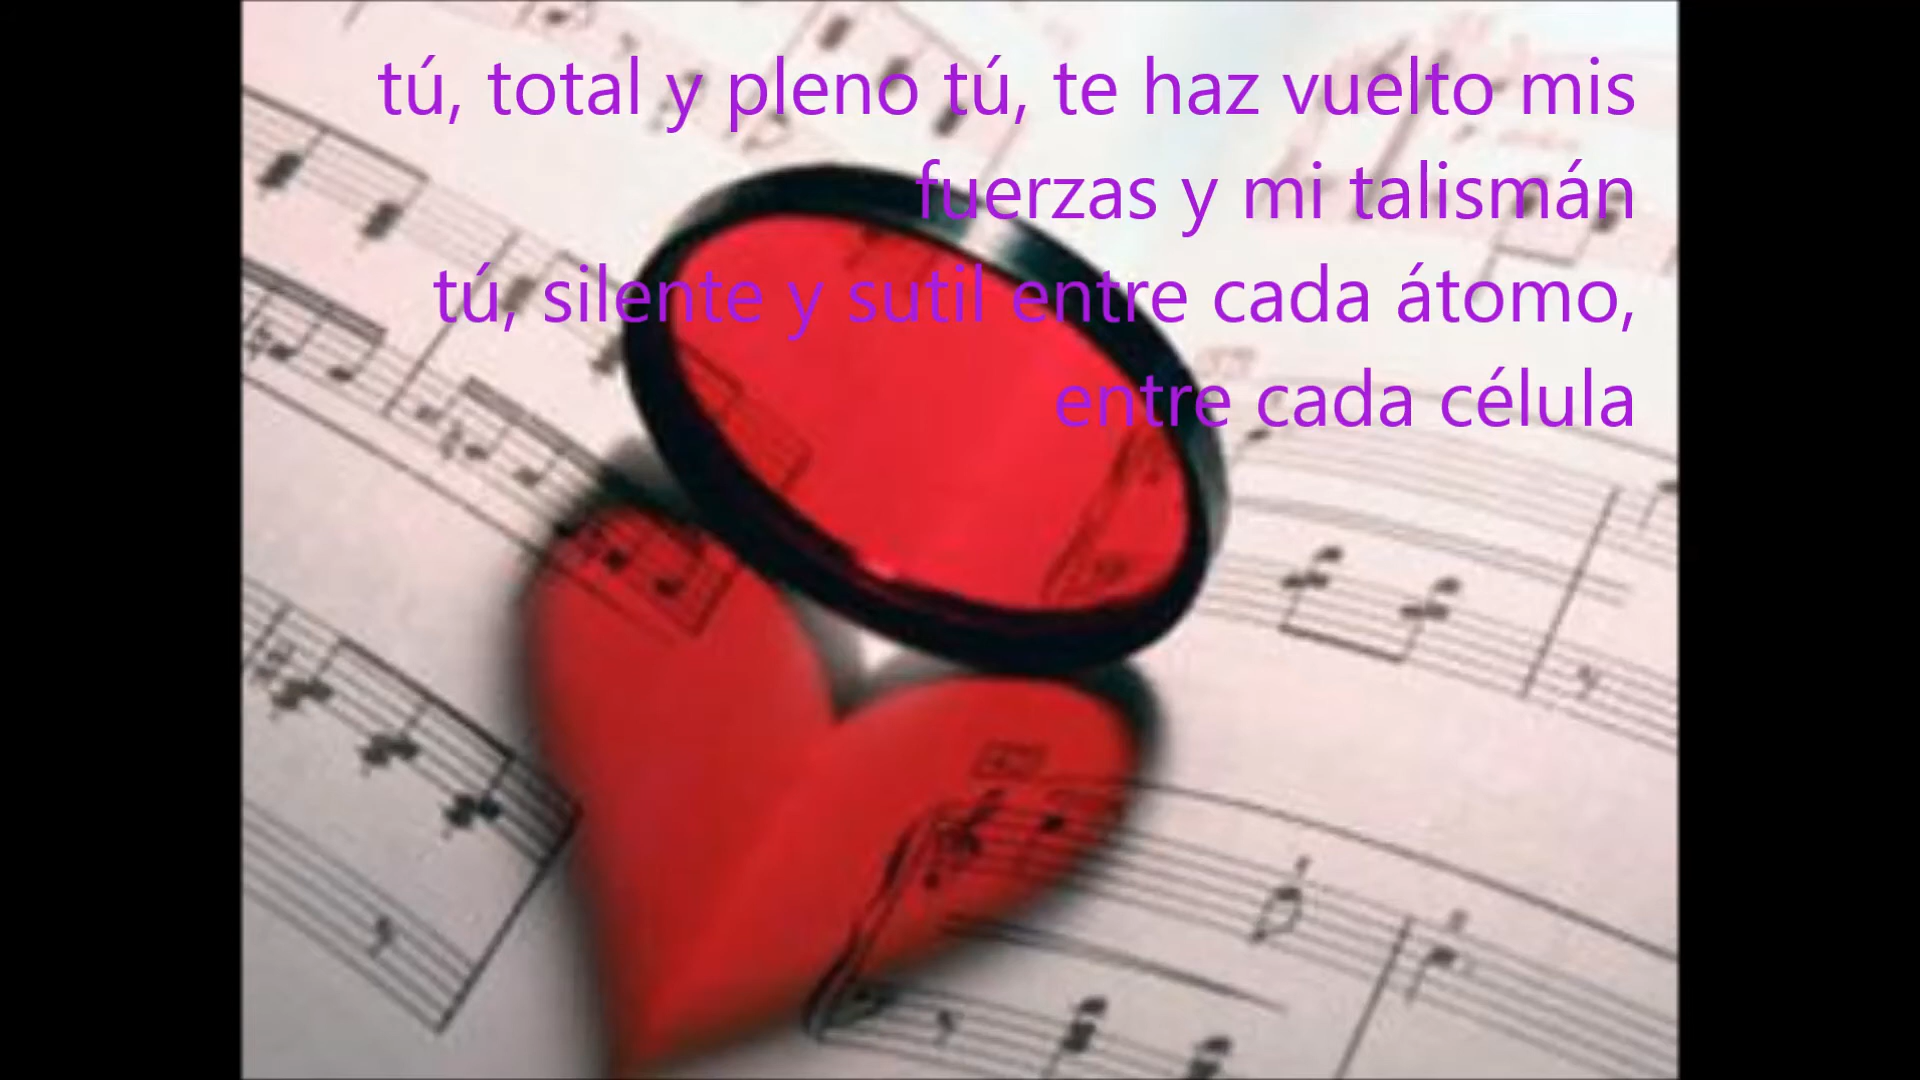 tú, total y pleno tú, te haz vuelto mis
fuerzas y mi talismán
tú, silente y sutil entre cada átomo,
entre cada célula